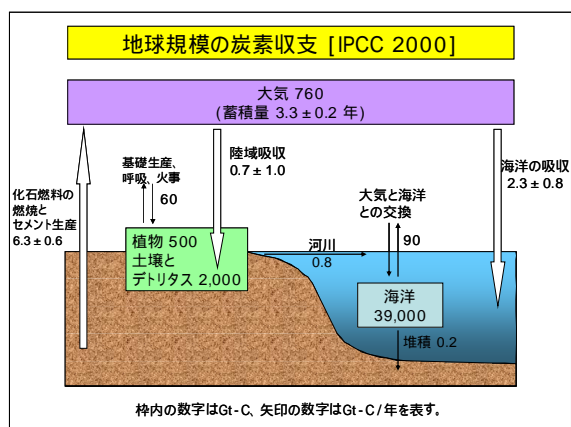 地球規模の炭素収支 [IPCC 2000]
大気 760
(蓄積量 3.3 ± 0.2 年)
化石燃料の
燃焼と
セメント生産
6.3 ± 0.6
基礎生産、
呼吸、火事
60
陸域吸収
0.7 ± 1.0
海洋の吸収
2.3 ± 0.8
大気と海洋
との交換
90
植物 500
土壌と
デトリタス 2,000
河川
0.8
海洋
39,000
堆積 0.2
枠内の数字はGt-C、矢印の数字はGt-C/年を表す。